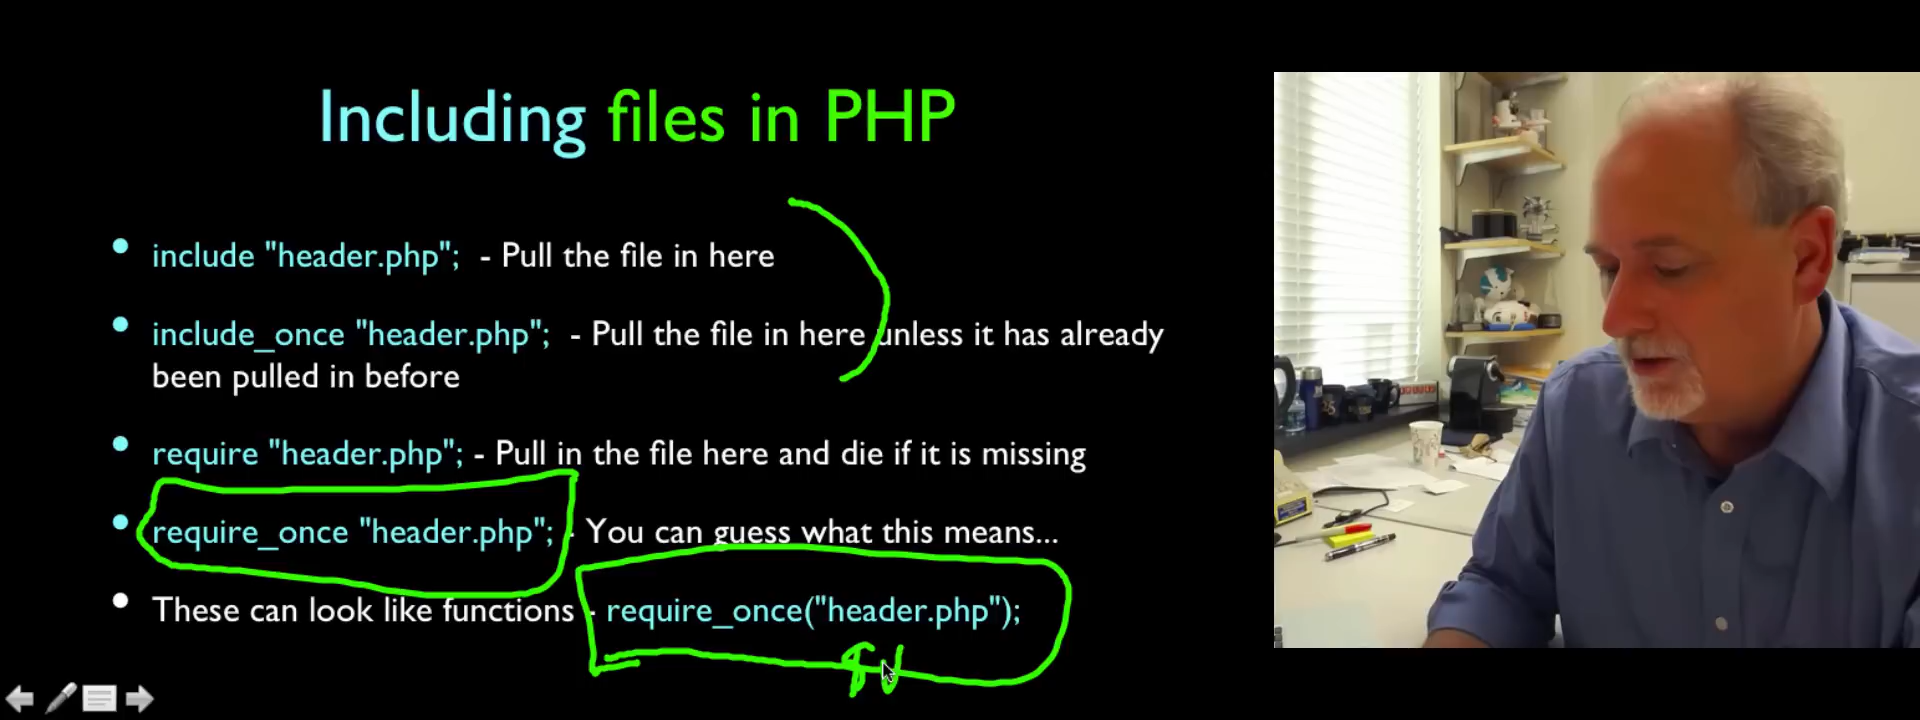 Including files in PHP
• include "header.php"; - Pull the file in here
• include_once "header.php"; - Pull the file in here unless it has already
been pulled in before
• require "header.php"; - Pull in the file here and die if it is missing
• require_once "header.php"; - You can guess what this means...
• These can look like functions - require_once("header.php");